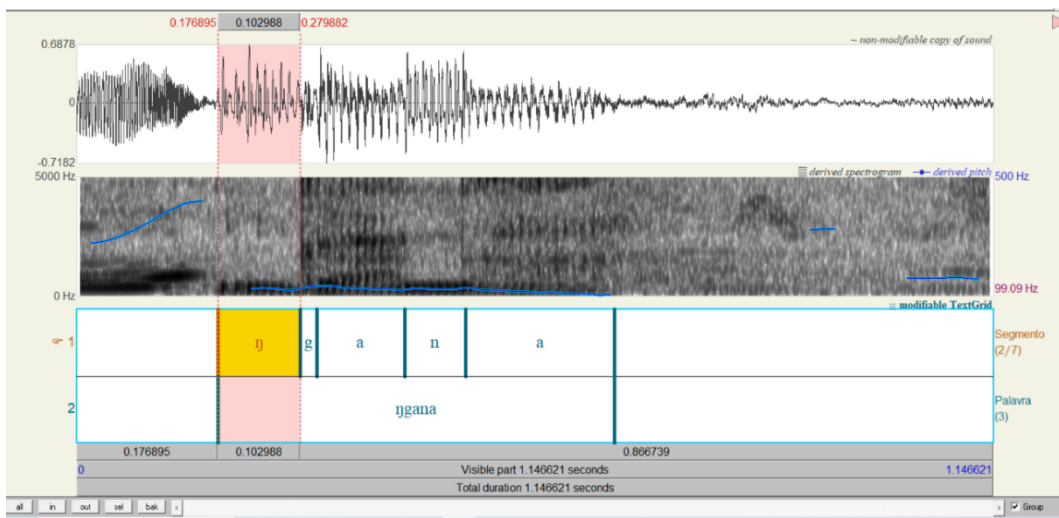 0.176895 0.102988 0.279882
0.6878
~ non-modifiable copy of sound
0
-0.7182
5000 Hz
derived spectrogram
derived pitch
500 Hz
0 Hz
99.09 Hz
modifiable TextGrid
1
ŋ g a n a
Segmento
(2/7)
2
ŋgana
Palavra
(3)
0.176895 0.102988 0.866739
0 Visible part 1.146621 seconds 1.146621
Total duration 1.146621 seconds
all in out sel bak Group